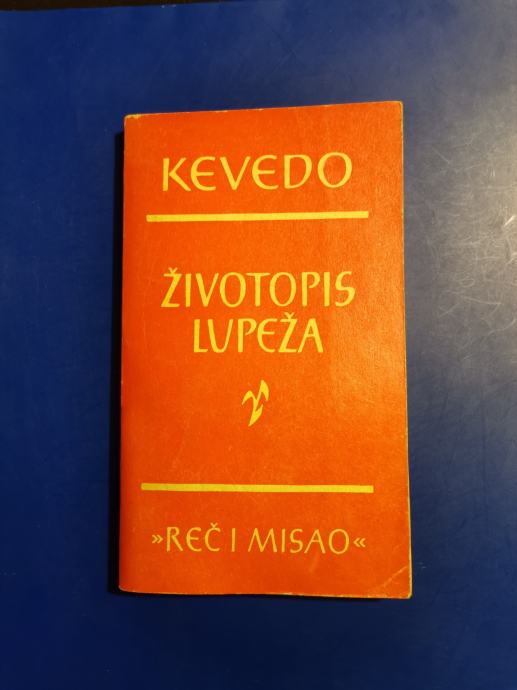 KEVEDO
ŽIVOTOPIS
LUPEŽA
»REČ I MISAO«